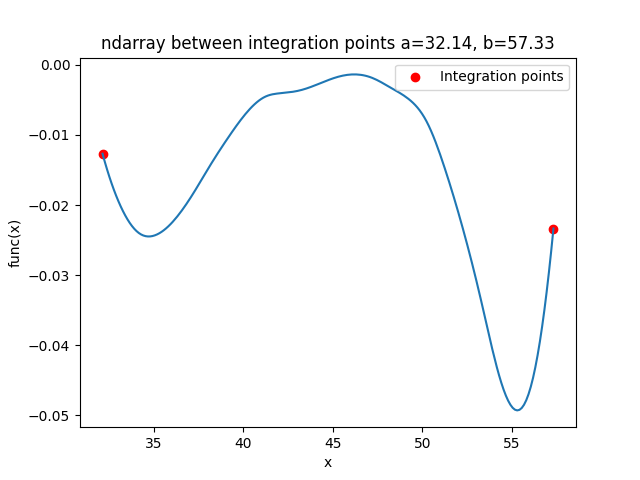 ndarray between integration points a=32.14, b=57.33
Integration points
0.00
−0.01
−0.02
−0.03
−0.04
−0.05
func(x)
35 40 45 50 55
x